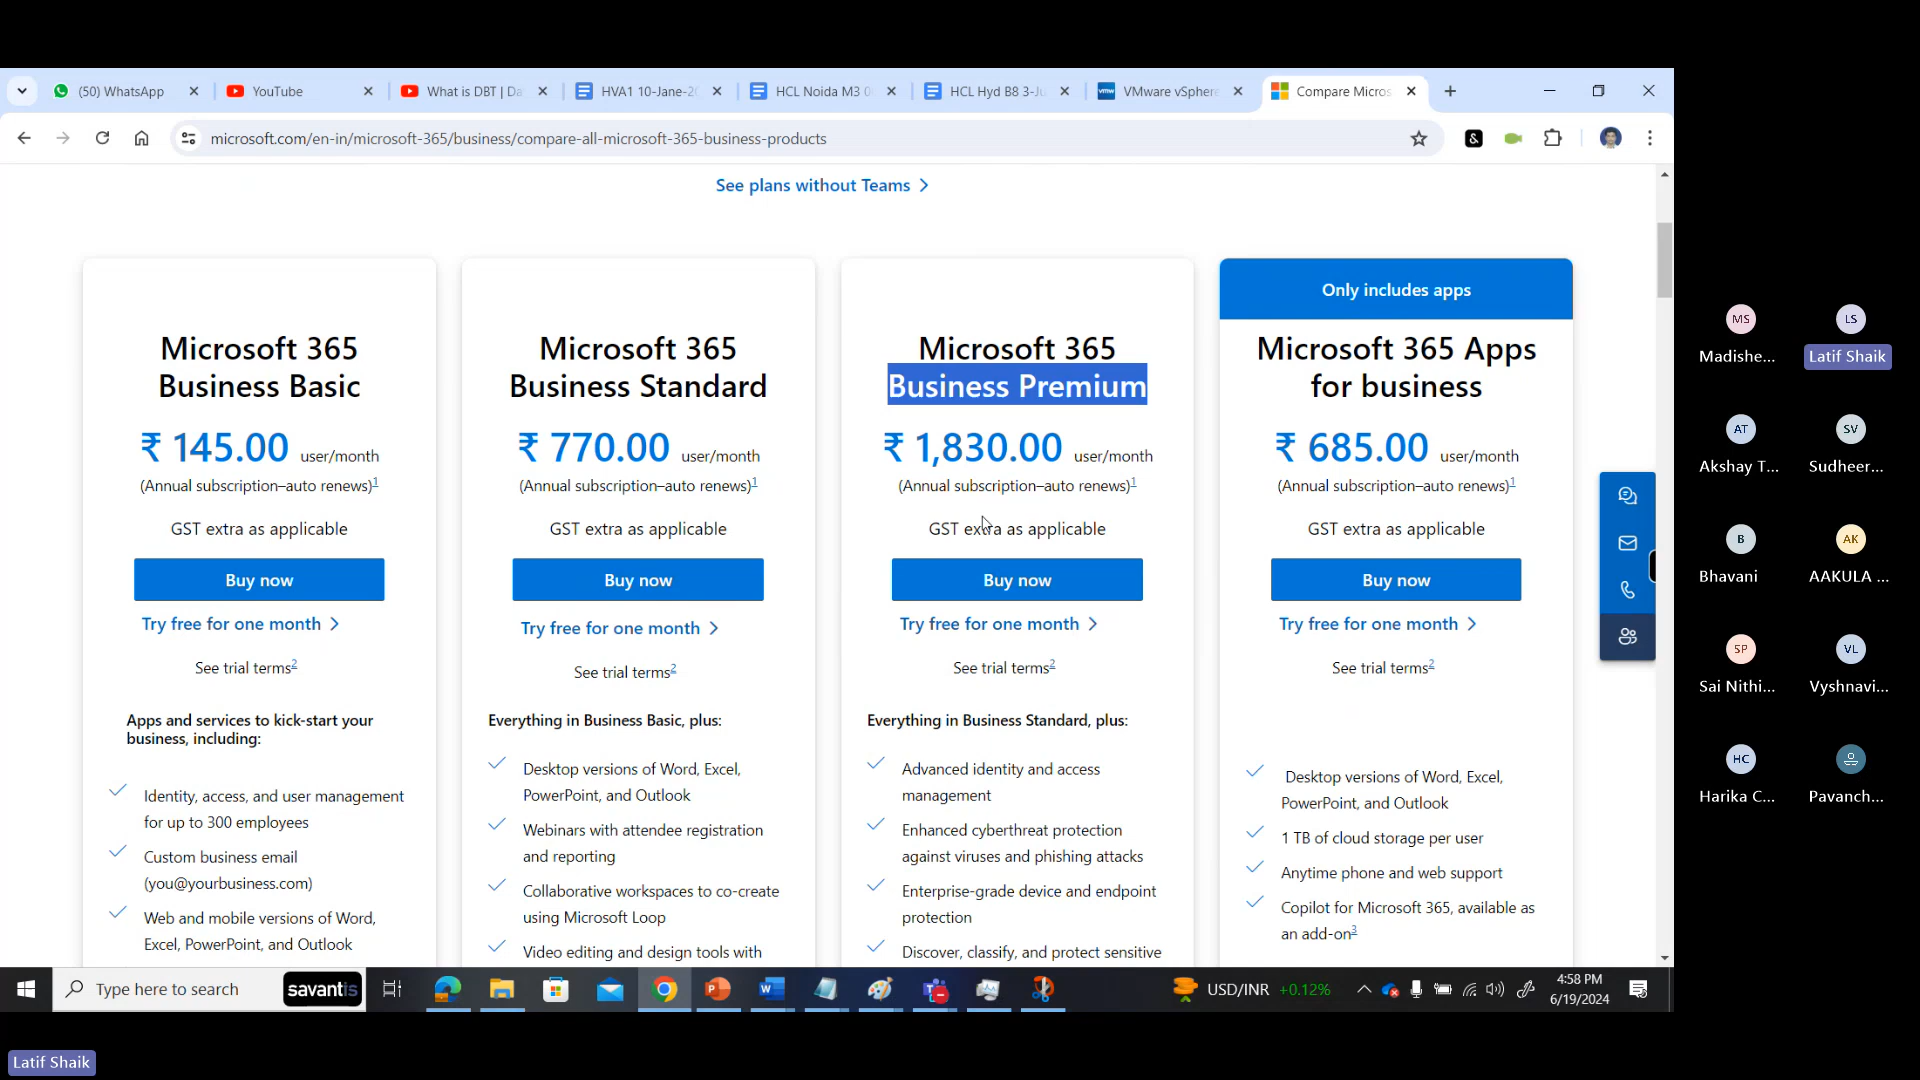 (50) WhatsApp
YouTube
What is DBT | Da
HVA1 10-Jane-20
HCL Noida M3 0
HCL Hyd B8 3-Ju
VMware vSphere
Compare Micros
microsoft.com/en-in/microsoft-365/business/compare-all-microsoft-365-business-products
See plans without Teams
Microsoft 365
Business Basic
₹ 145.00 user/month
(Annual subscription–auto renews)1
GST extra as applicable
Buy now
Try free for one month
See trial terms2
Apps and services to kick-start your
business, including:
Identity, access, and user management
for up to 300 employees
Custom business email
(you@yourbusiness.com)
Web and mobile versions of Word,
Excel, PowerPoint, and Outlook
Microsoft 365
Business Standard
₹ 770.00 user/month
(Annual subscription–auto renews)1
GST extra as applicable
Buy now
Try free for one month
See trial terms2
Everything in Business Basic, plus:
Desktop versions of Word, Excel,
PowerPoint, and Outlook
Webinars with attendee registration
and reporting
Collaborative workspaces to co-create
using Microsoft Loop
Video editing and design tools with
Microsoft 365
Business Premium
₹ 1,830.00 user/month
(Annual subscription–auto renews)1
GST extra as applicable
Buy now
Try free for one month
See trial terms2
Everything in Business Standard, plus:
Advanced identity and access
management
Enhanced cyberthreat protection
against viruses and phishing attacks
Enterprise-grade device and endpoint
protection
Discover, classify, and protect sensitive
Only includes apps
Microsoft 365 Apps
for business
₹ 685.00 user/month
(Annual subscription–auto renews)1
GST extra as applicable
Buy now
Try free for one month
See trial terms2
Desktop versions of Word, Excel,
PowerPoint, and Outlook
1 TB of cloud storage per user
Anytime phone and web support
Copilot for Microsoft 365, available as
an add-on3
MS
Madishe...
LS
Latif Shaik
AT
Akshay T...
SV
Sudheer...
B
Bhavani
AK
AAKULA ...
SP
Sai Nithi...
VL
Vyshnavi...
HC
Harika C...
Pavanch...
Type here to search
savantis
USD/INR +0.12%
4:58 PM
6/19/2024
Latif Shaik